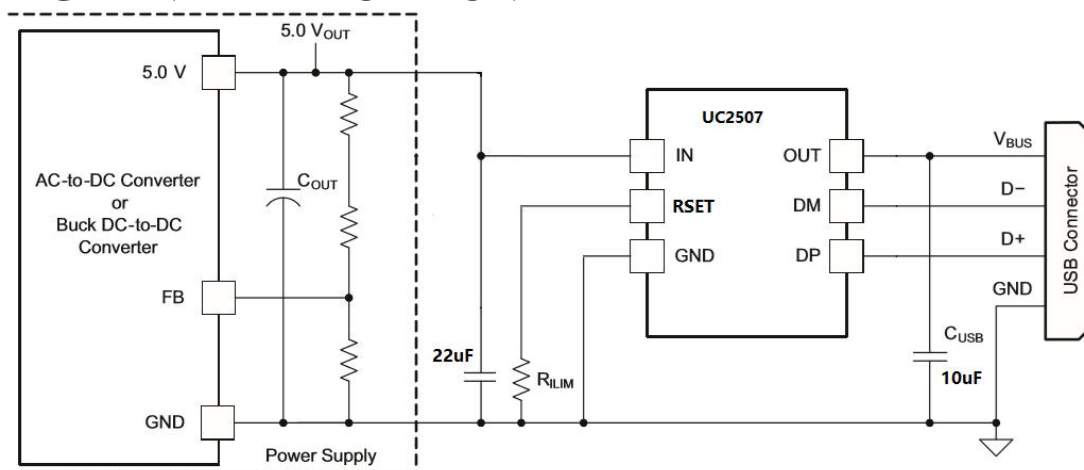 5.0 VOUT
5.0 V
AC-to-DC Converter
or
Buck DC-to-DC
Converter
COUT
FB
GND
Power Supply
22uF
RILIM
UC2507
IN
RSET
GND
OUT
DM
DP
VBUS
D−
D+
GND
CUSB
10uF
USB Connector